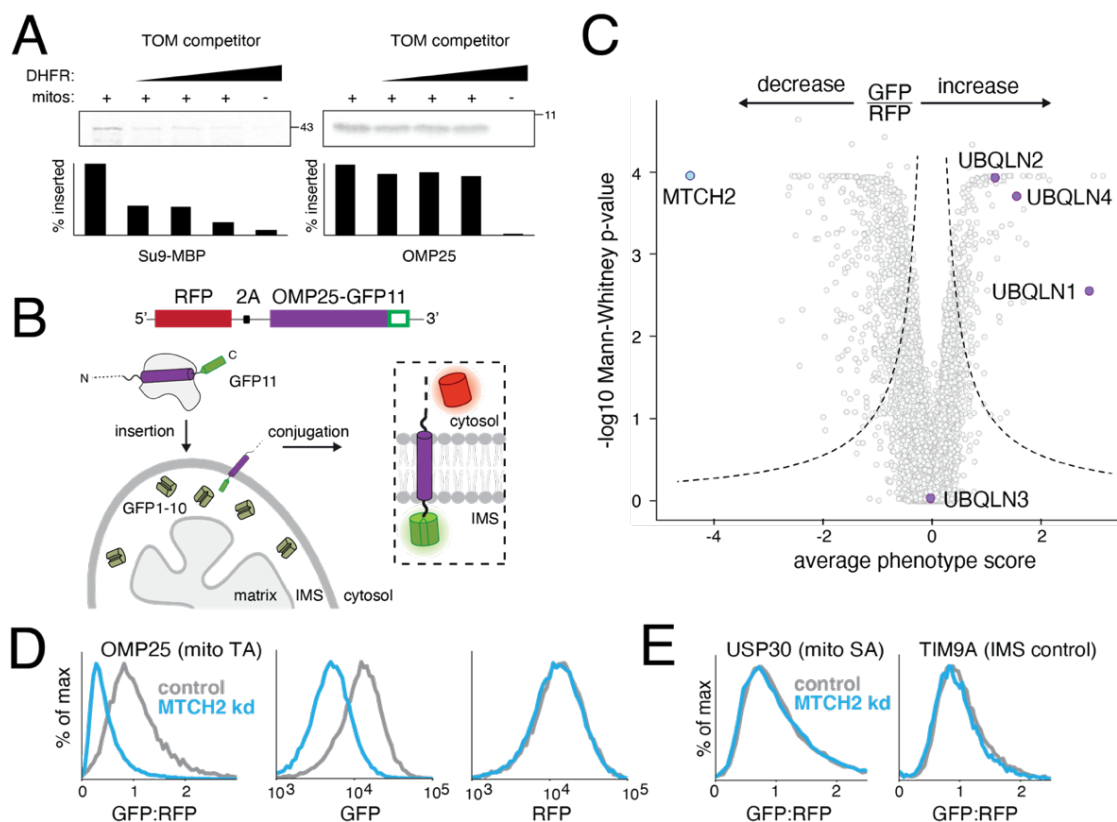 A
TOM competitor
DHFR:
mitos: + + + + -
43
% inserted
Su9-MBP
TOM competitor
+ + + + -
11
% inserted
OMP25
B
RFP 2A OMP25-GFP11
5' 3'
N C
GFP11
insertion
conjugation
GFP1-10
matrix IMS cytosol
cytosol
IMS
C
decrease GFP increase
RFP
MTCH2
UBQLN2
UBQLN4
UBQLN1
UBQLN3
-log10 Mann-Whitney p-value
4
3
2
1
0
-4 -2 0 2
average phenotype score
D
OMP25 (mito TA)
control
MTCH2 kd
% of max
0 1 2
GFP:RFP
10³ 10⁴ 10⁵
GFP
10³ 10⁴ 10⁵
RFP
E
USP30 (mito SA)
control
MTCH2 kd
% of max
0 1 2
GFP:RFP
TIM9A (IMS control)
0 1 2
GFP:RFP